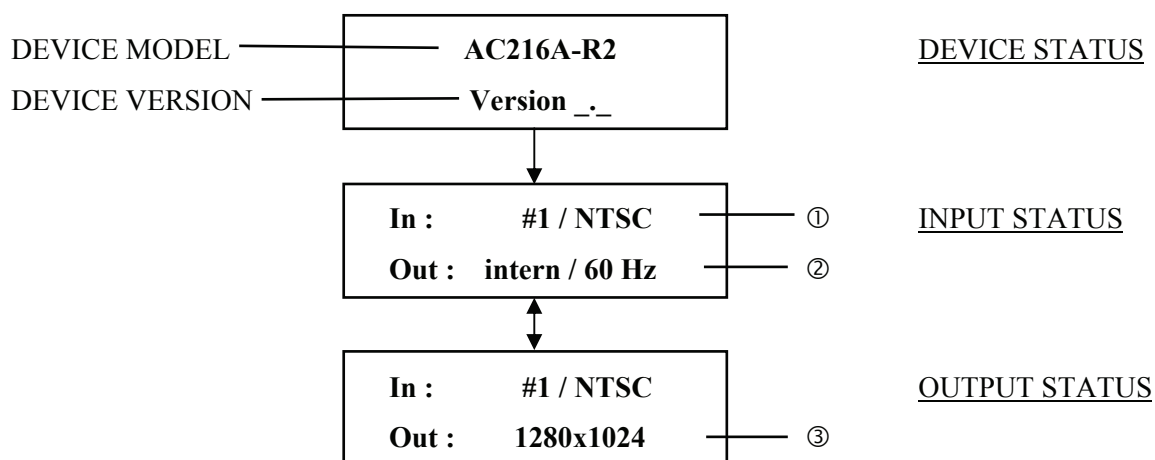 DEVICE MODEL AC216A-R2 DEVICE STATUS
DEVICE VERSION Version _._
In : #1 / NTSC ① INPUT STATUS
Out : intern / 60 Hz ②
In : #1 / NTSC OUTPUT STATUS
Out : 1280x1024 ③